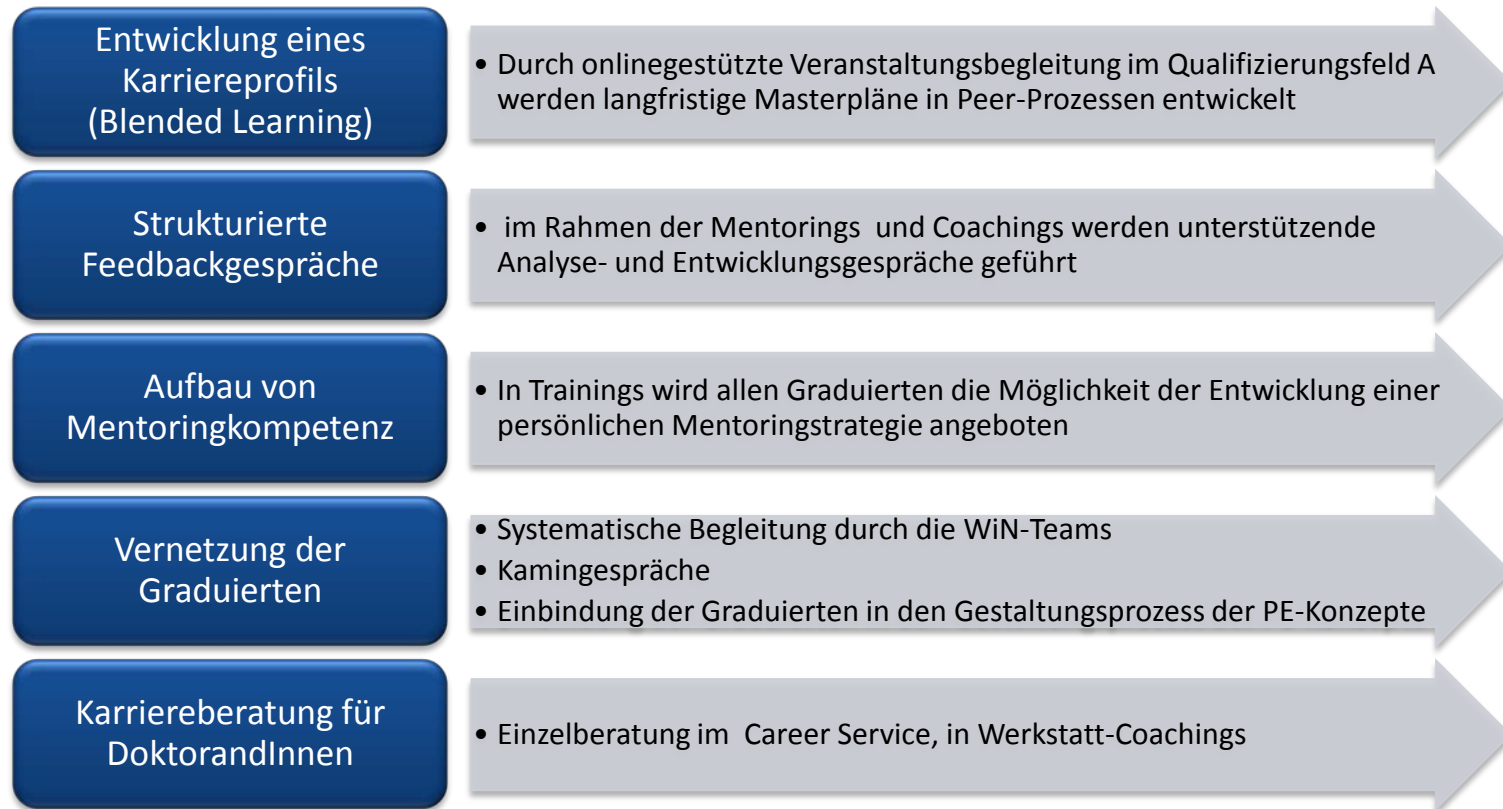 Entwicklung eines
Karriereprofils
(Blended Learning)
• Durch onlinegestützte Veranstaltungsbegleitung im Qualifizierungsfeld A
werden langfristige Masterpläne in Peer-Prozessen entwickelt
Strukturierte
Feedbackgespräche
• im Rahmen der Mentorings und Coachings werden unterstützende
Analyse- und Entwicklungsgespräche geführt
Aufbau von
Mentoringkompetenz
• In Trainings wird allen Graduierten die Möglichkeit der Entwicklung einer
persönlichen Mentoringstrategie angeboten
Vernetzung der
Graduierten
• Systematische Begleitung durch die WiN-Teams
• Kamingespräche
• Einbindung der Graduierten in den Gestaltungsprozess der PE-Konzepte
Karriereberatung für
DoktorandInnen
• Einzelberatung im Career Service, in Werkstatt-Coachings